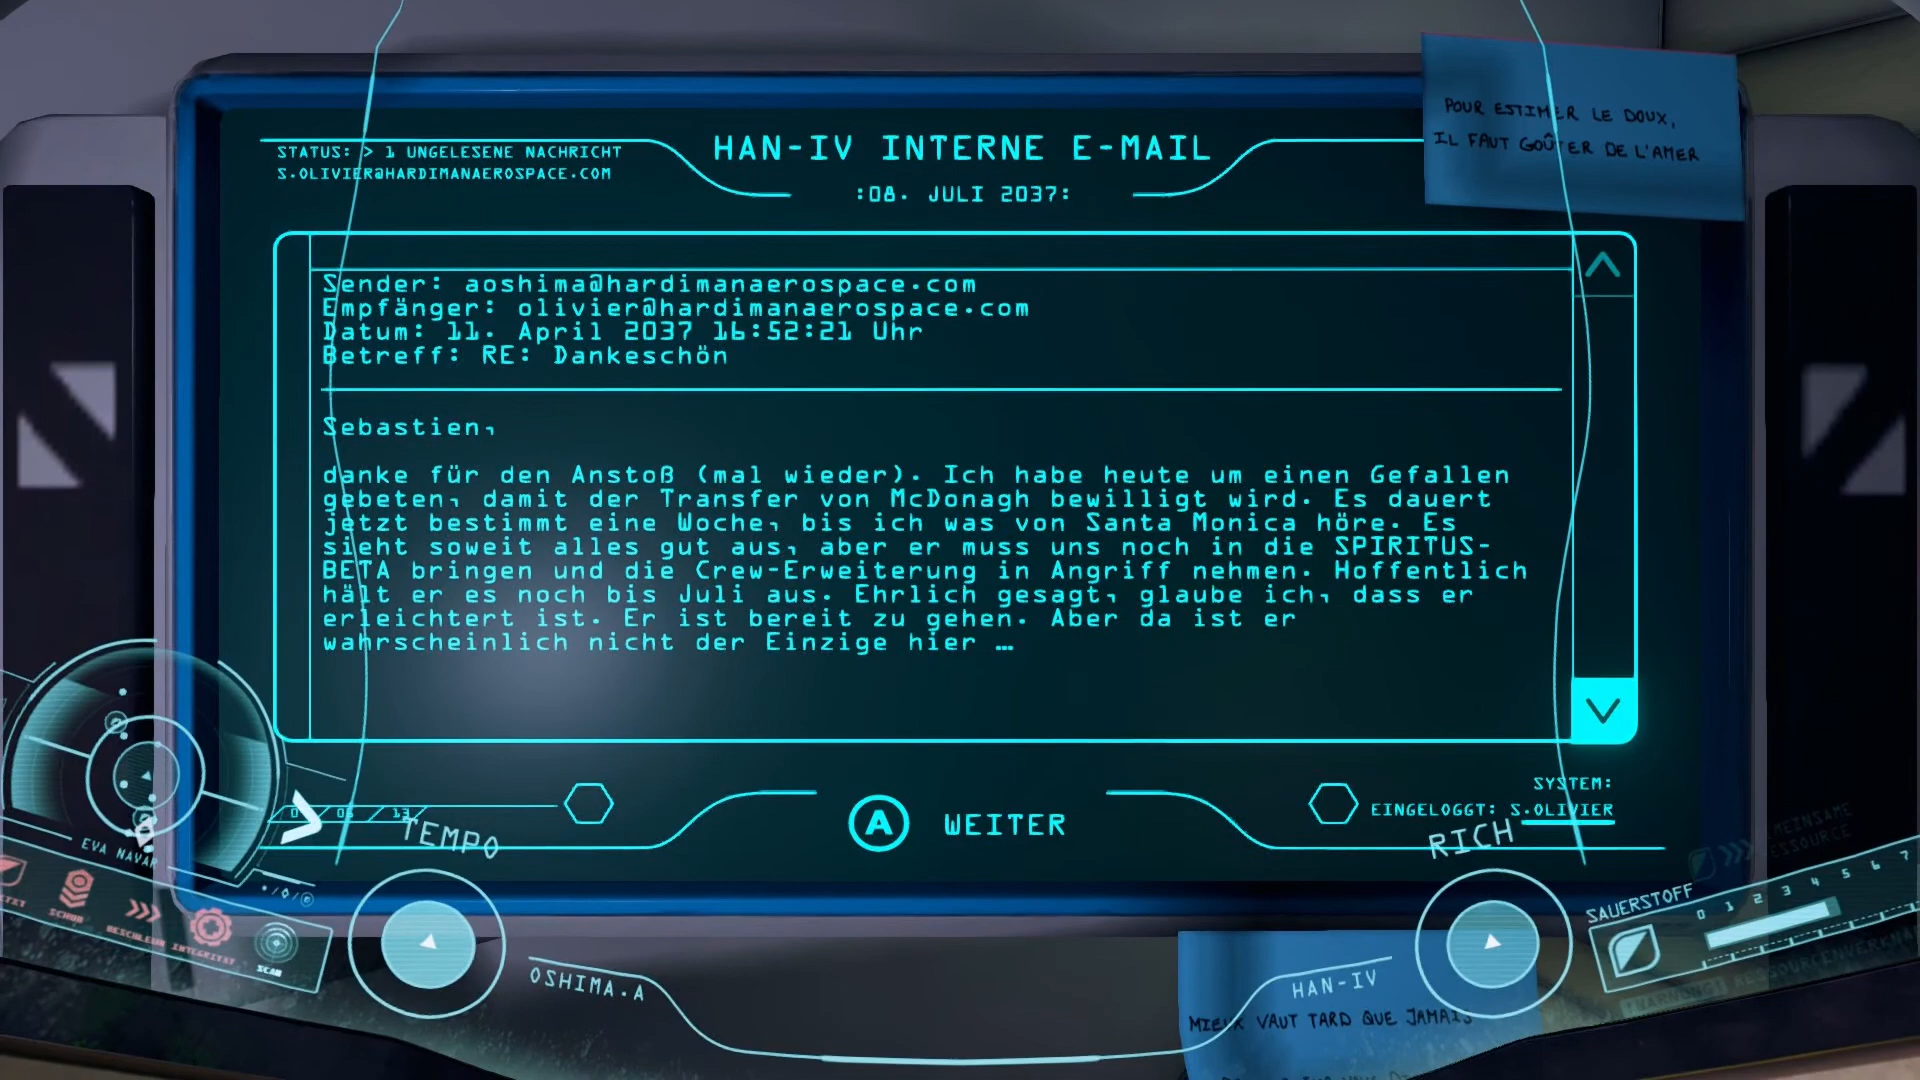 POUR ESTIMER LE DOUX,
IL FAUT GOÛTER DE L'AMER
HAN-IV INTERNE E-MAIL
STATUS: > 1 UNGELESENE NACHRICHT
S.OLIVIER@HARDIMANAEROSPACE.COM
:08. JULI 2037:
Sender: aoshima@hardimanaerospace.com
Empfänger: olivier@hardimanaerospace.com
Datum: 11. April 2037 16:52:21 Uhr
Betreff: RE: Dankeschön
Sebastien,
danke für den Anstoß (mal wieder). Ich habe heute um einen Gefallen
gebeten, damit der Transfer von McDonagh bewilligt wird. Es dauert
jetzt bestimmt eine Woche, bis ich was von Santa Monica höre. Es
sieht soweit alles gut aus, aber er muss uns noch in die SPIRITUS-
BETA bringen und die Crew-Erweiterung in Angriff nehmen. Hoffentlich
hält er es noch bis Juli aus. Ehrlich gesagt, glaube ich, dass er
erleichtert ist. Er ist bereit zu gehen. Aber da ist er
wahrscheinlich nicht der Einzige hier …
SYSTEM:
EINGELOGGT: S.OLIVIER
A WEITER
TEMPO
RICH
EVA NAVAR
SCHUB
INTEGRITÄT
SCAN
SAUERSTOFF
0 1 2 3 4 5 6 7
OSHIMA.A
HAN-IV
MIEUX VAUT TARD QUE JAMAIS